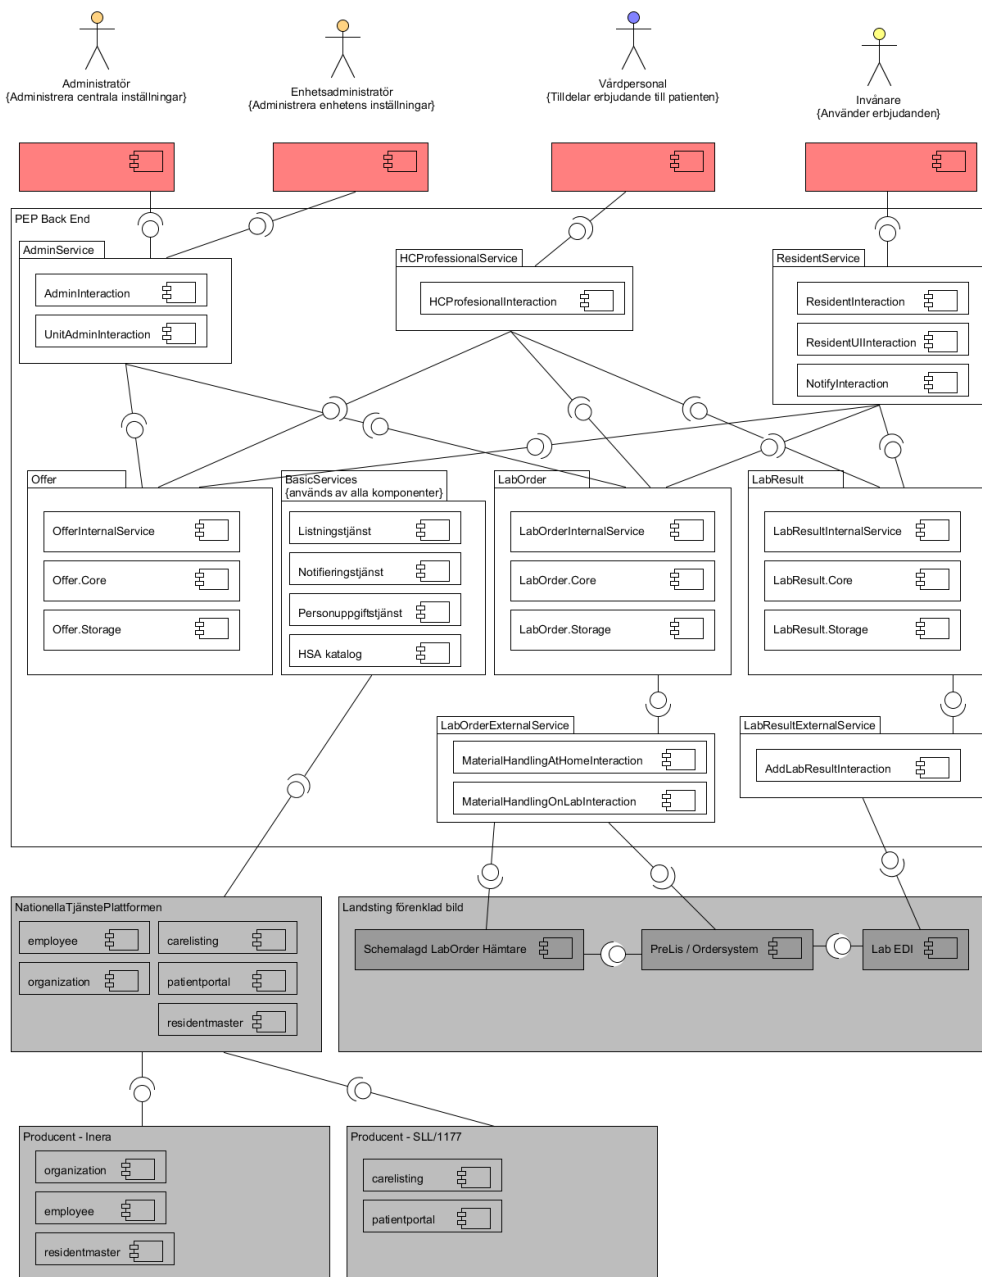 Administratör
{Administrera centrala inställningar}
Enhetsadministratör
{Administrera enhetens inställningar}
Vårdpersonal
{Tilldelar erbjudande till patienten}
Invånare
{Använder erbjudanden}
PEP Back End
AdminService
AdminInteraction
UnitAdminInteraction
HCProfessionalService
HCProfesionalInteraction
ResidentService
ResidentInteraction
ResidentUIInteraction
NotifyInteraction
Offer
OfferInternalService
Offer.Core
Offer.Storage
BasicServices
{används av alla komponenter}
Listningstjänst
Notifieringstjänst
Personuppgiftstjänst
HSA katalog
LabOrder
LabOrderInternalService
LabOrder.Core
LabOrder.Storage
LabResult
LabResultInternalService
LabResult.Core
LabResult.Storage
LabOrderExternalService
MaterialHandlingAtHomeInteraction
MaterialHandlingOnLabInteraction
LabResultExternalService
AddLabResultInteraction
NationellaTjänstePlattformen
employee
carelisting
organization
patientportal
residentmaster
Landsting förenklad bild
Schemalagd LabOrder Hämtare
PreLis / Ordersystem
Lab EDI
Producent - Inera
organization
employee
residentmaster
Producent - SLL/1177
carelisting
patientportal